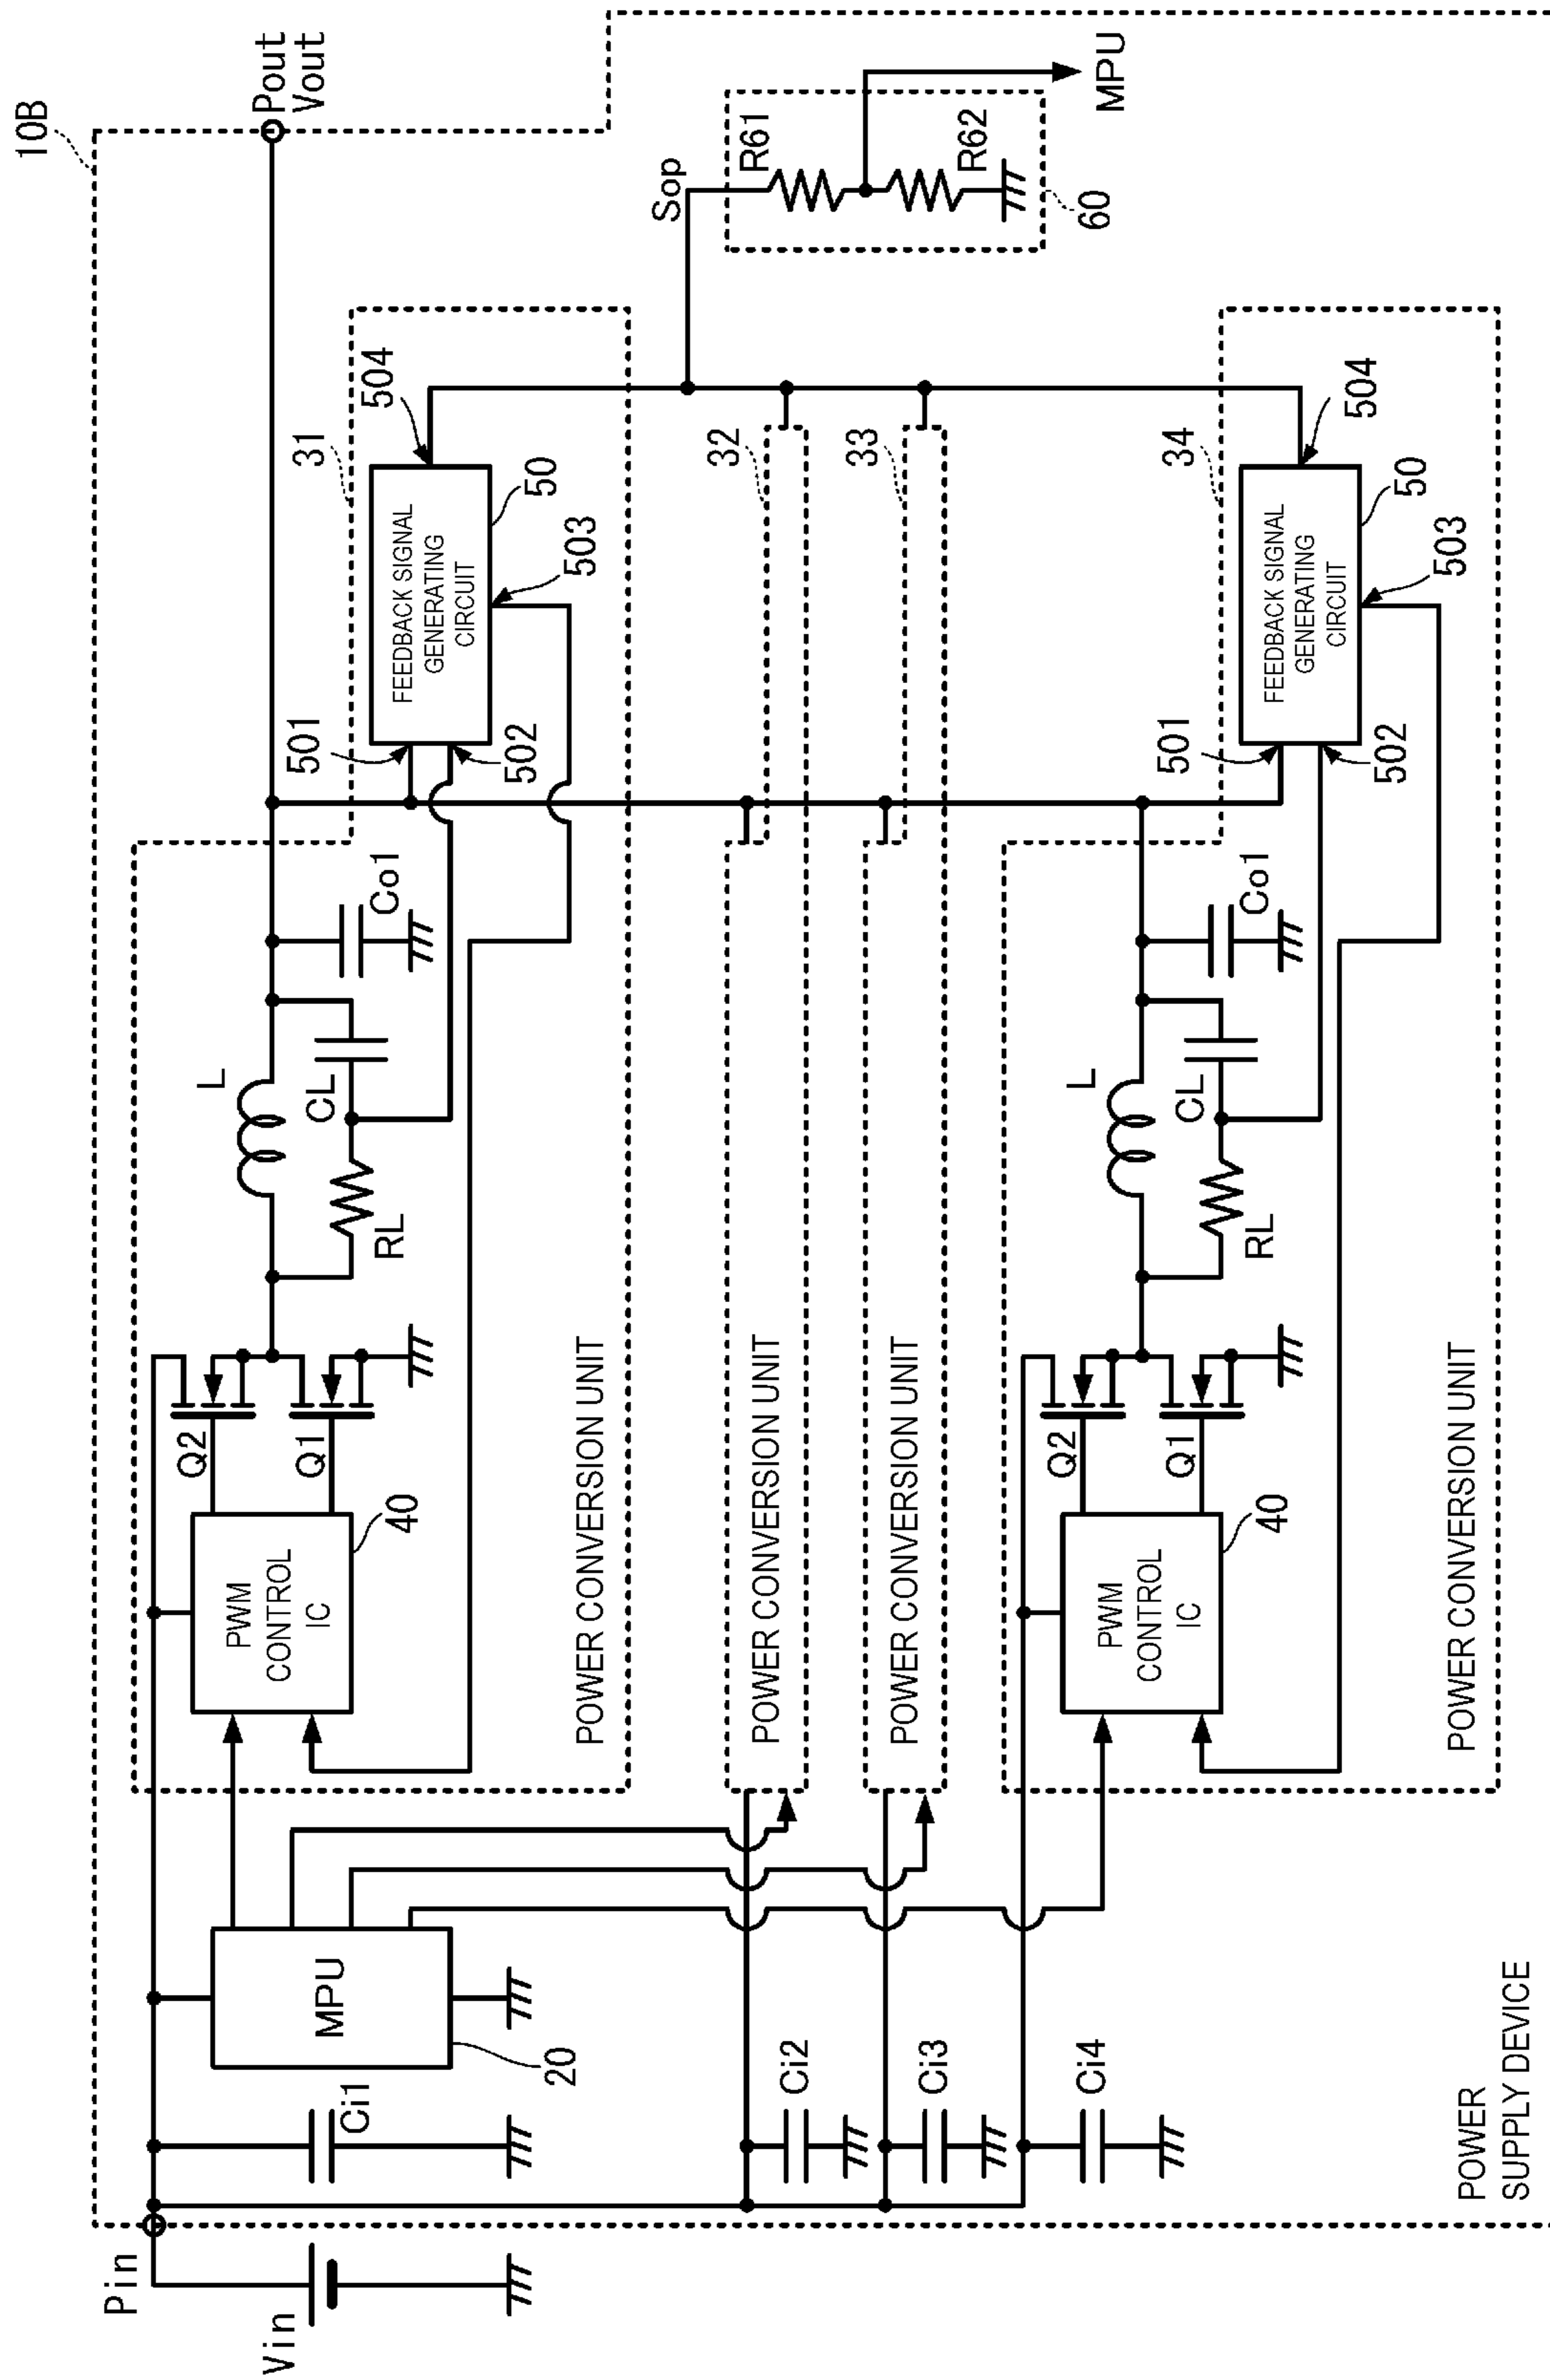 10B
Pout
Vout
Pin
Vin
Ci1
MPU
20
PWM
CONTROL
IC
40
Q2
Q1
L
CL
RL
Co1
31
501
502
503
504
FEEDBACK SIGNAL
GENERATING
CIRCUIT
50
POWER CONVERSION UNIT
Sop
R61
R62
60
MPU
Ci2
32
POWER CONVERSION UNIT
Ci3
33
POWER CONVERSION UNIT
Ci4
PWM
CONTROL
IC
40
Q2
Q1
L
CL
RL
Co1
34
501
502
503
504
FEEDBACK SIGNAL
GENERATING
CIRCUIT
50
POWER CONVERSION UNIT
POWER
SUPPLY DEVICE